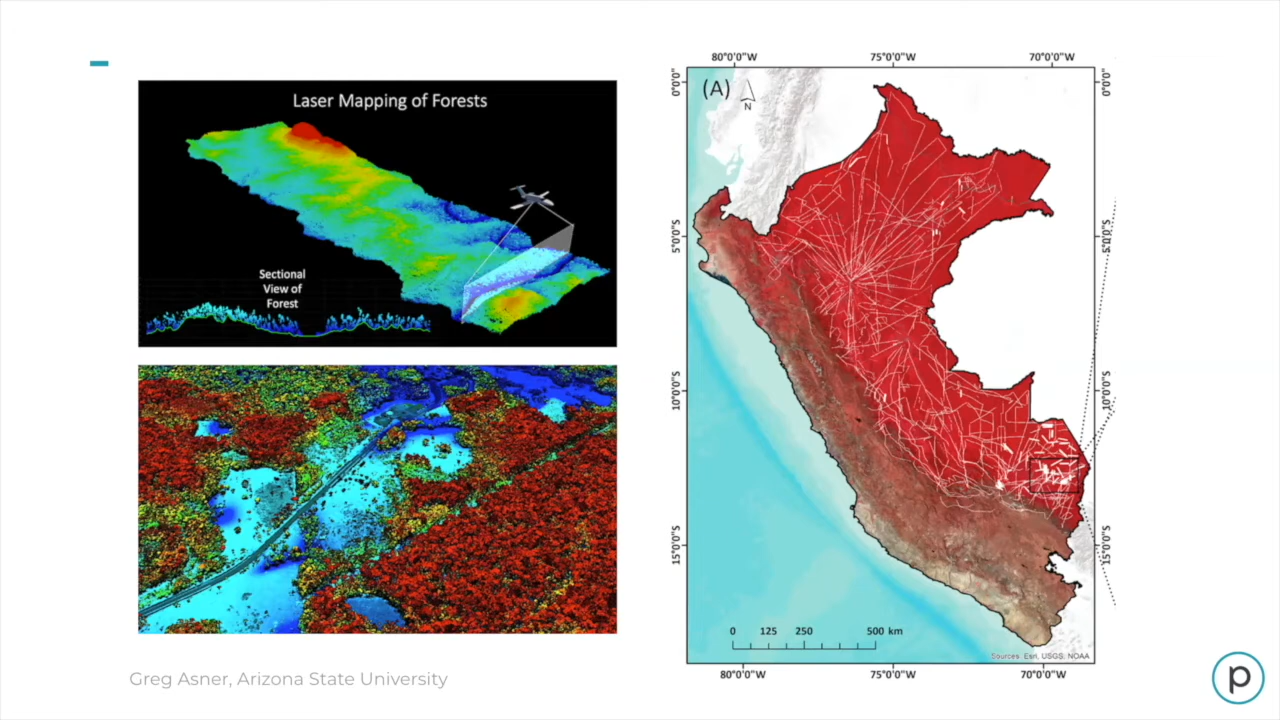 Laser Mapping of Forests
Sectional
View of
Forest
Greg Asner, Arizona State University
80°0'0"W 75°0'0"W 70°0'0"W
(A)
N
0°0'0" 0°0'0"
5°0'0"S 5°0'0"S
10°0'0"S 10°0'0"S
15°0'0"S 15°0'0"S
0 125 250 500 km
Sources: Esri, USGS, NOAA
80°0'0"W 75°0'0"W 70°0'0"W
p